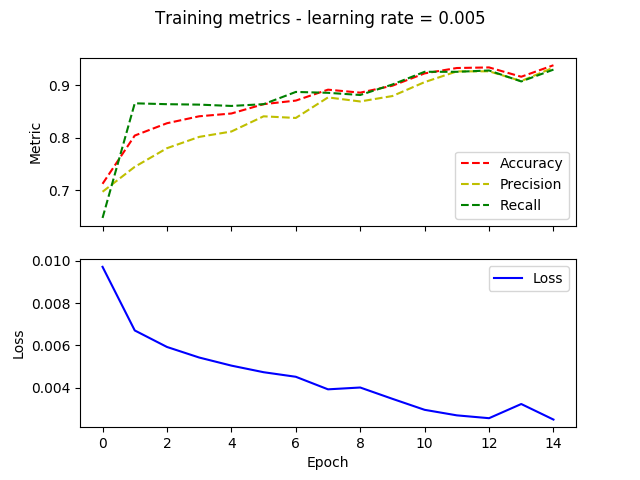 Training metrics - learning rate = 0.005
0.9
0.8
0.7
Metric
Accuracy
Precision
Recall
0.010
0.008
0.006
0.004
Loss
Loss
0 2 4 6 8 10 12 14
Epoch